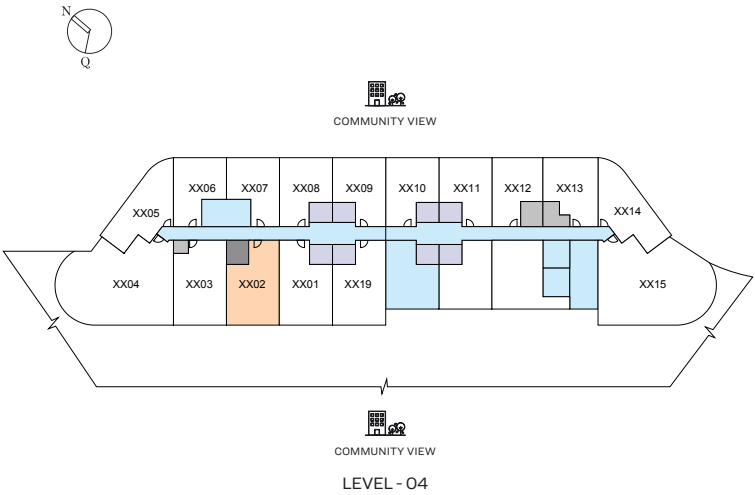 N
Q
COMMUNITY VIEW
XX06 XX07 XX08 XX09 XX10 XX11 XX12 XX13
XX05 XX14
XX04 XX03 XX02 XX01 XX19 XX15
COMMUNITY VIEW
LEVEL - 04